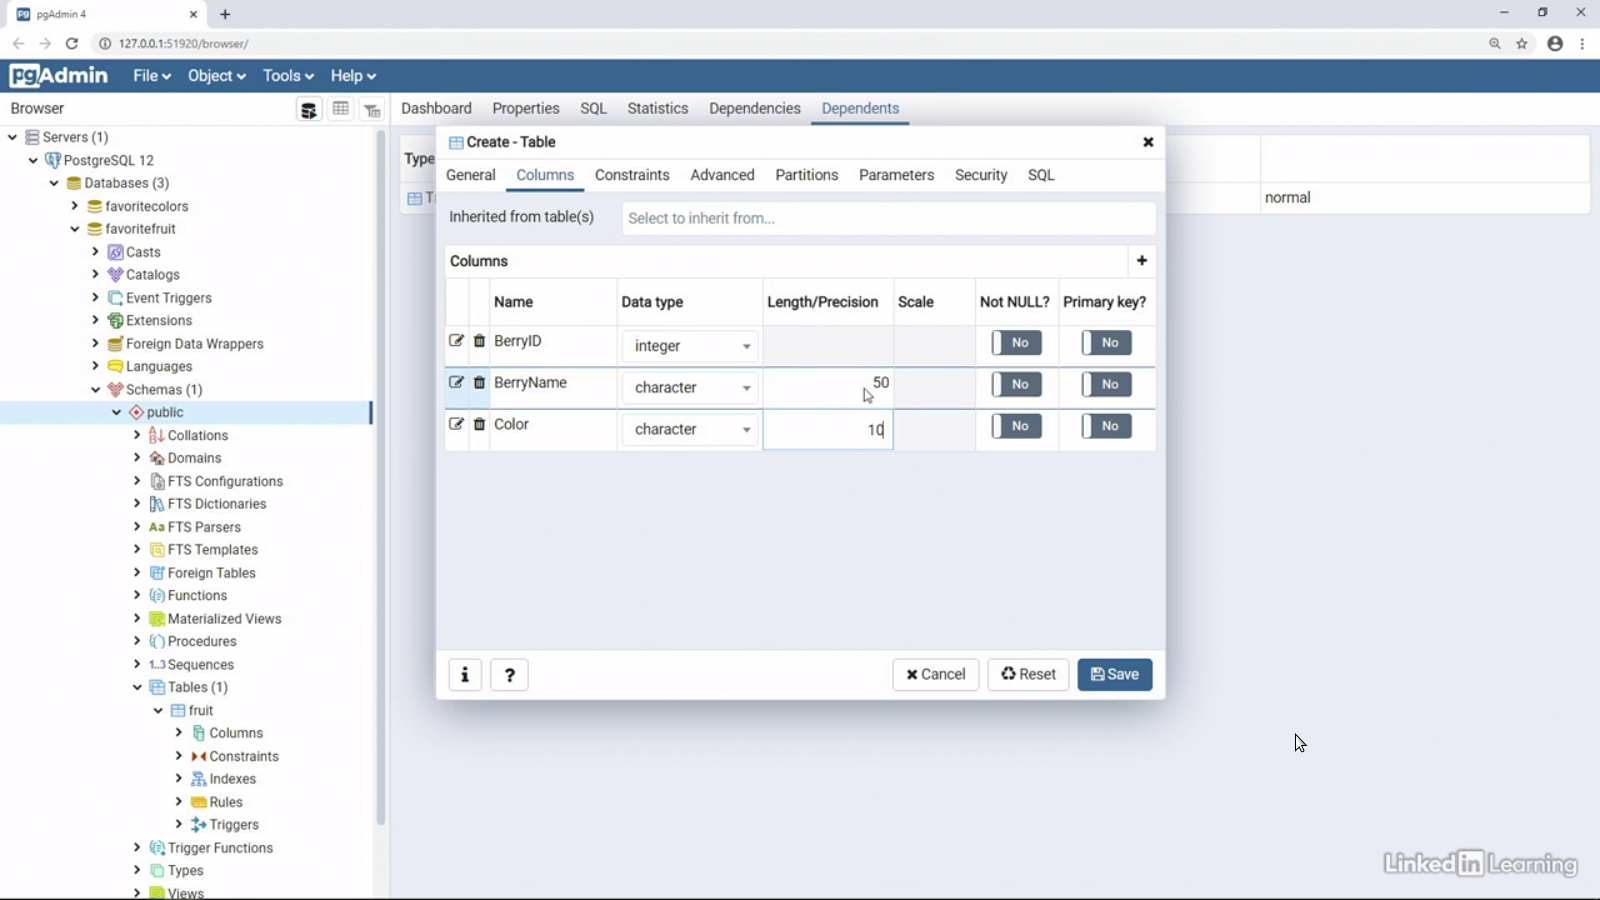 pgAdmin 4
127.0.0.1:51920/browser/
pgAdmin File Object Tools Help
Browser
Dashboard Properties SQL Statistics Dependencies Dependents
Servers (1)
PostgreSQL 12
Databases (3)
favoritecolors
favoritefruit
Casts
Catalogs
Event Triggers
Extensions
Foreign Data Wrappers
Languages
Schemas (1)
public
Collations
Domains
FTS Configurations
FTS Dictionaries
Aa FTS Parsers
FTS Templates
Foreign Tables
Functions
Materialized Views
Procedures
1..3 Sequences
Tables (1)
fruit
Columns
Constraints
Indexes
Rules
Triggers
Trigger Functions
Types
Views
Type
normal
Create - Table
General Columns Constraints Advanced Partitions Parameters Security SQL
Inherited from table(s) Select to inherit from...
Columns
Name Data type Length/Precision Scale Not NULL? Primary key?
BerryID integer No No
BerryName character 50 No No
Color character 10 No No
i ? Cancel Reset Save
Linked in Learning